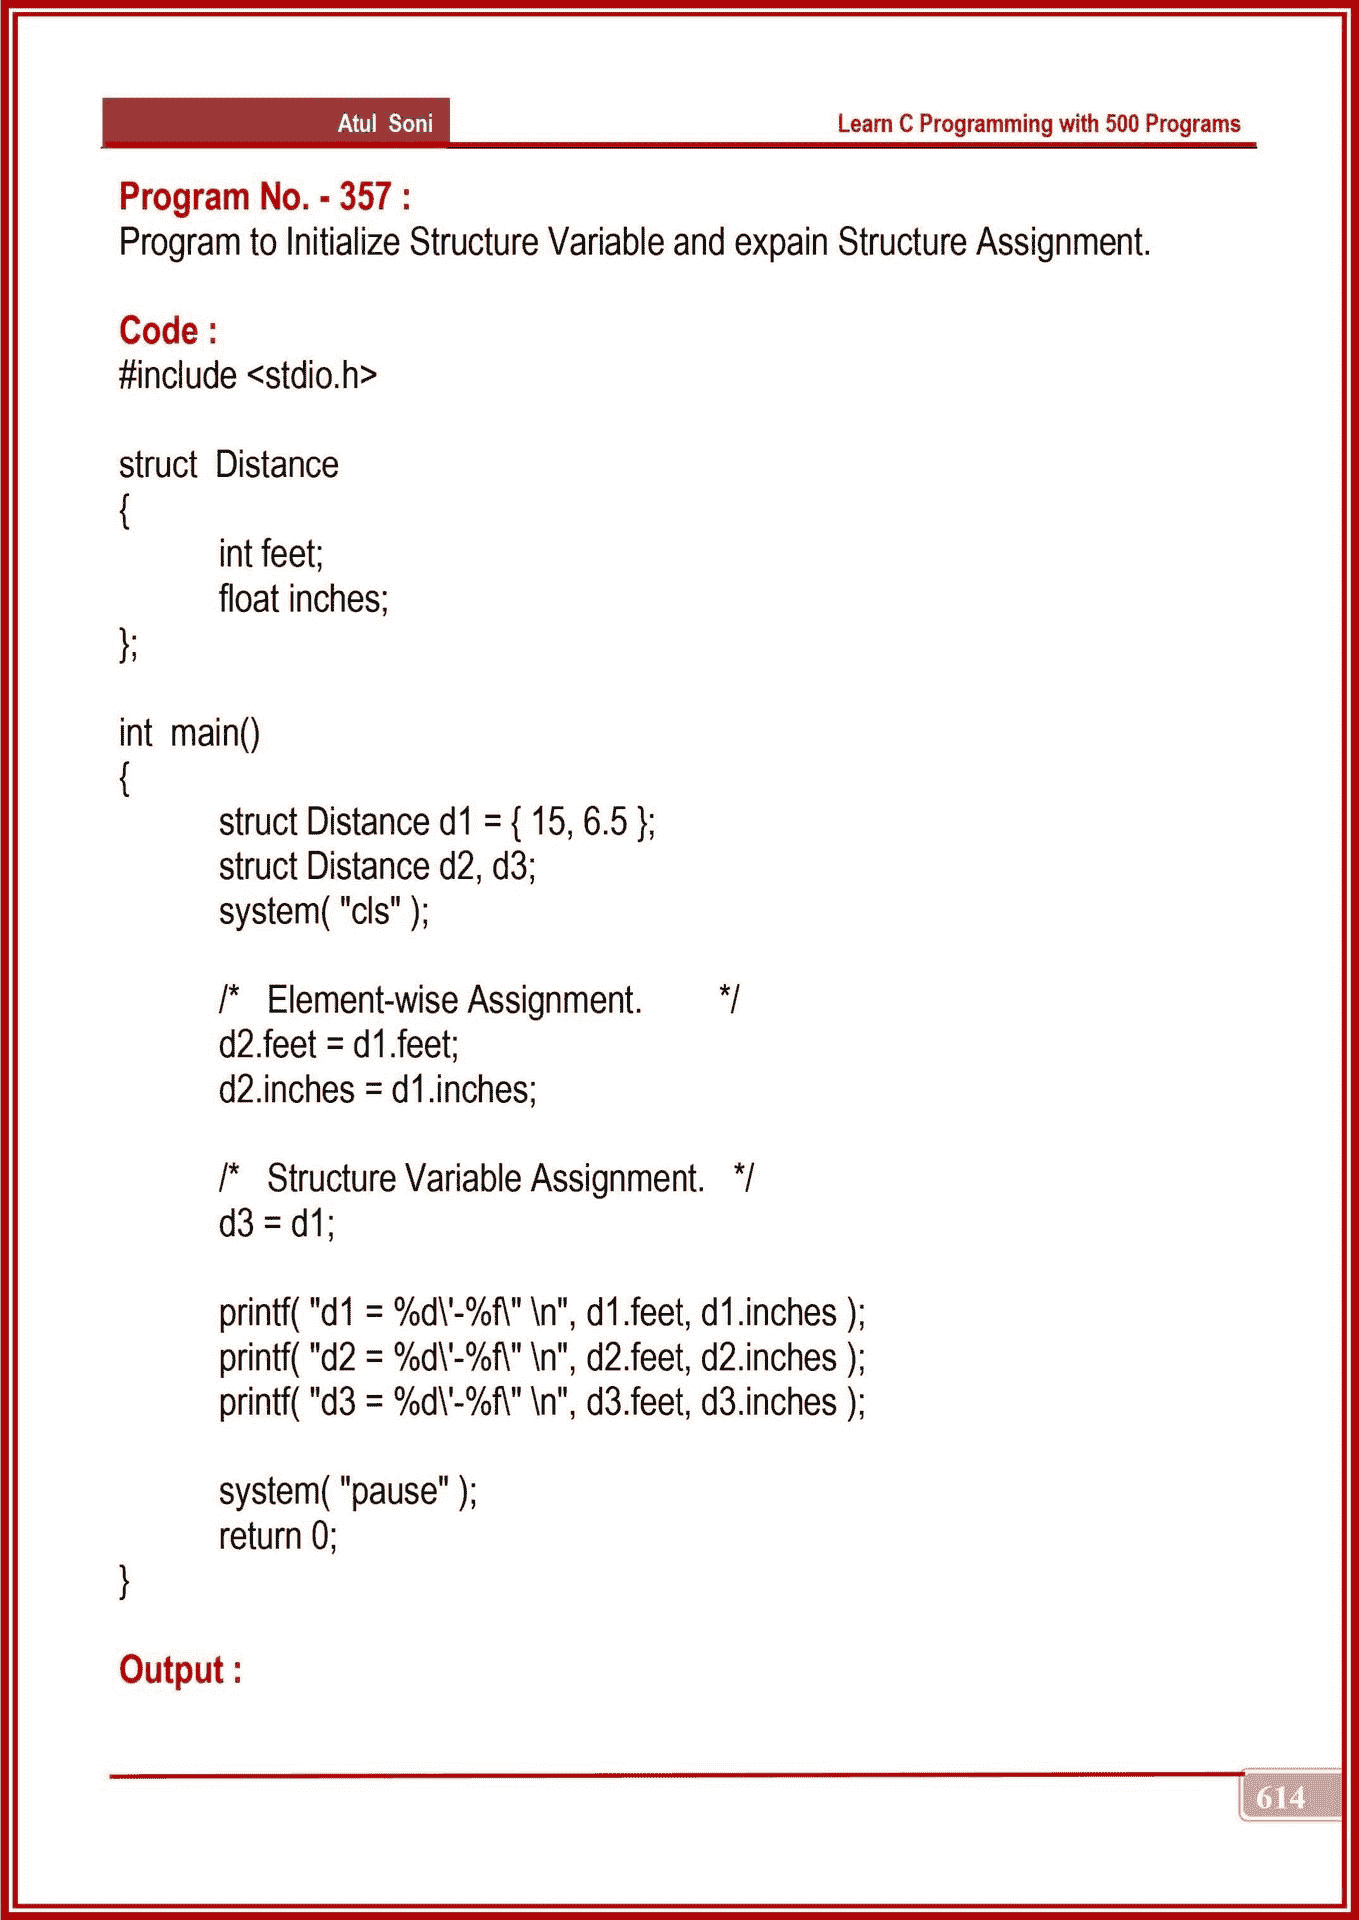 Atul  Soni
Learn C Programming with 500 Programs
Program No. - 357 :
Program to Initialize Structure Variable and expain Structure Assignment.
Code :
#include <stdio.h>
struct  Distance
{
int feet;
float inches;
};
int  main()
{
struct Distance d1 = { 15, 6.5 };
struct Distance d2, d3;
system( "cls" );
/*   Element-wise Assignment.        */
d2.feet = d1.feet;
d2.inches = d1.inches;
/*   Structure Variable Assignment.   */
d3 = d1;
printf( "d1 = %d\'-%f\" \n", d1.feet, d1.inches );
printf( "d2 = %d\'-%f\" \n", d2.feet, d2.inches );
printf( "d3 = %d\'-%f\" \n", d3.feet, d3.inches );
system( "pause" );
return 0;
}
Output :
614